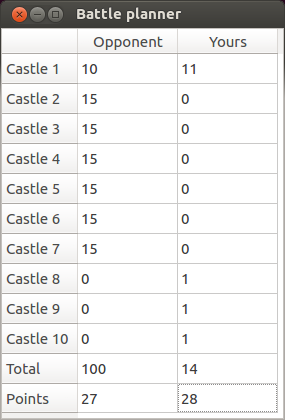 Battle planner
Opponent Yours
Castle 1 10 11
Castle 2 15 0
Castle 3 15 0
Castle 4 15 0
Castle 5 15 0
Castle 6 15 0
Castle 7 15 0
Castle 8 0 1
Castle 9 0 1
Castle 10 0 1
Total 100 14
Points 27 28